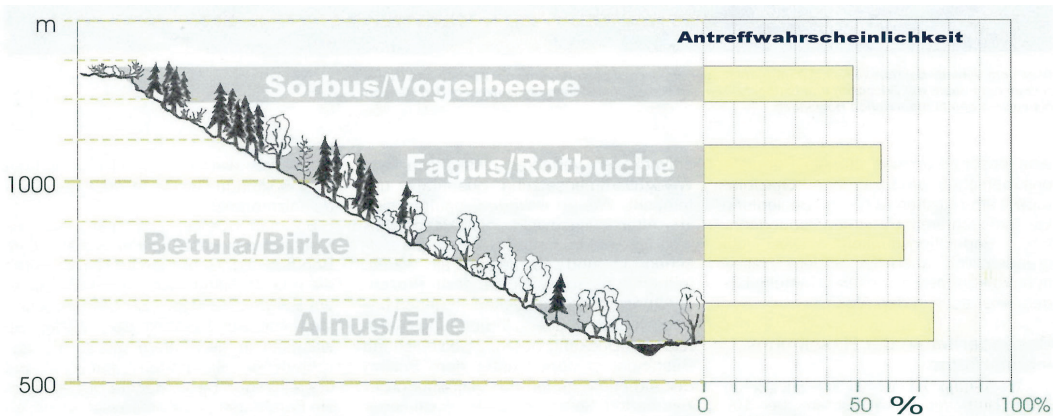 m
Antreffwahrscheinlichkeit
Sorbus/Vogelbeere
Fagus/Rotbuche
1000
Betula/Birke
Alnus/Erle
500
0 50 % 100%